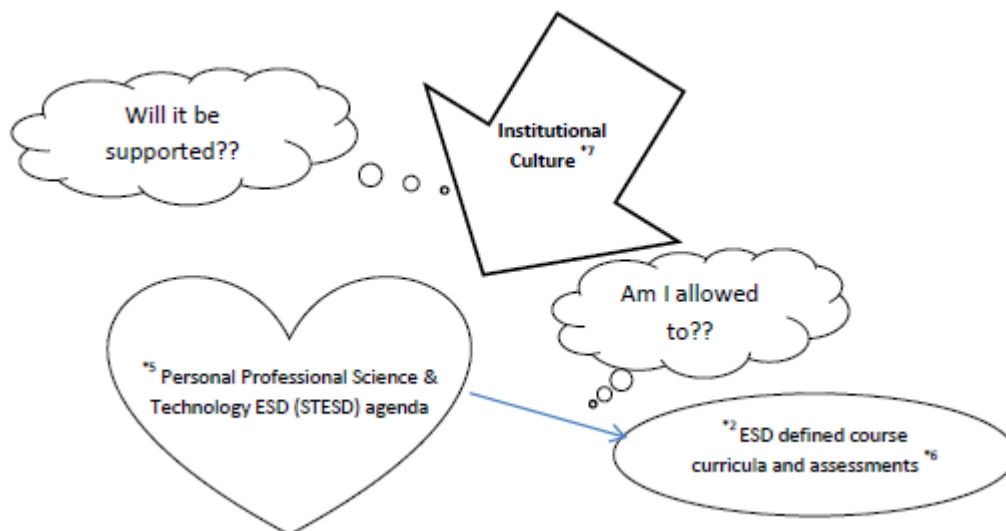 Will it be
supported??
Institutional
Culture *7
Am I allowed
to??
*5 Personal Professional Science &
Technology ESD (STESD) agenda
*2 ESD defined course
curricula and assessments *6